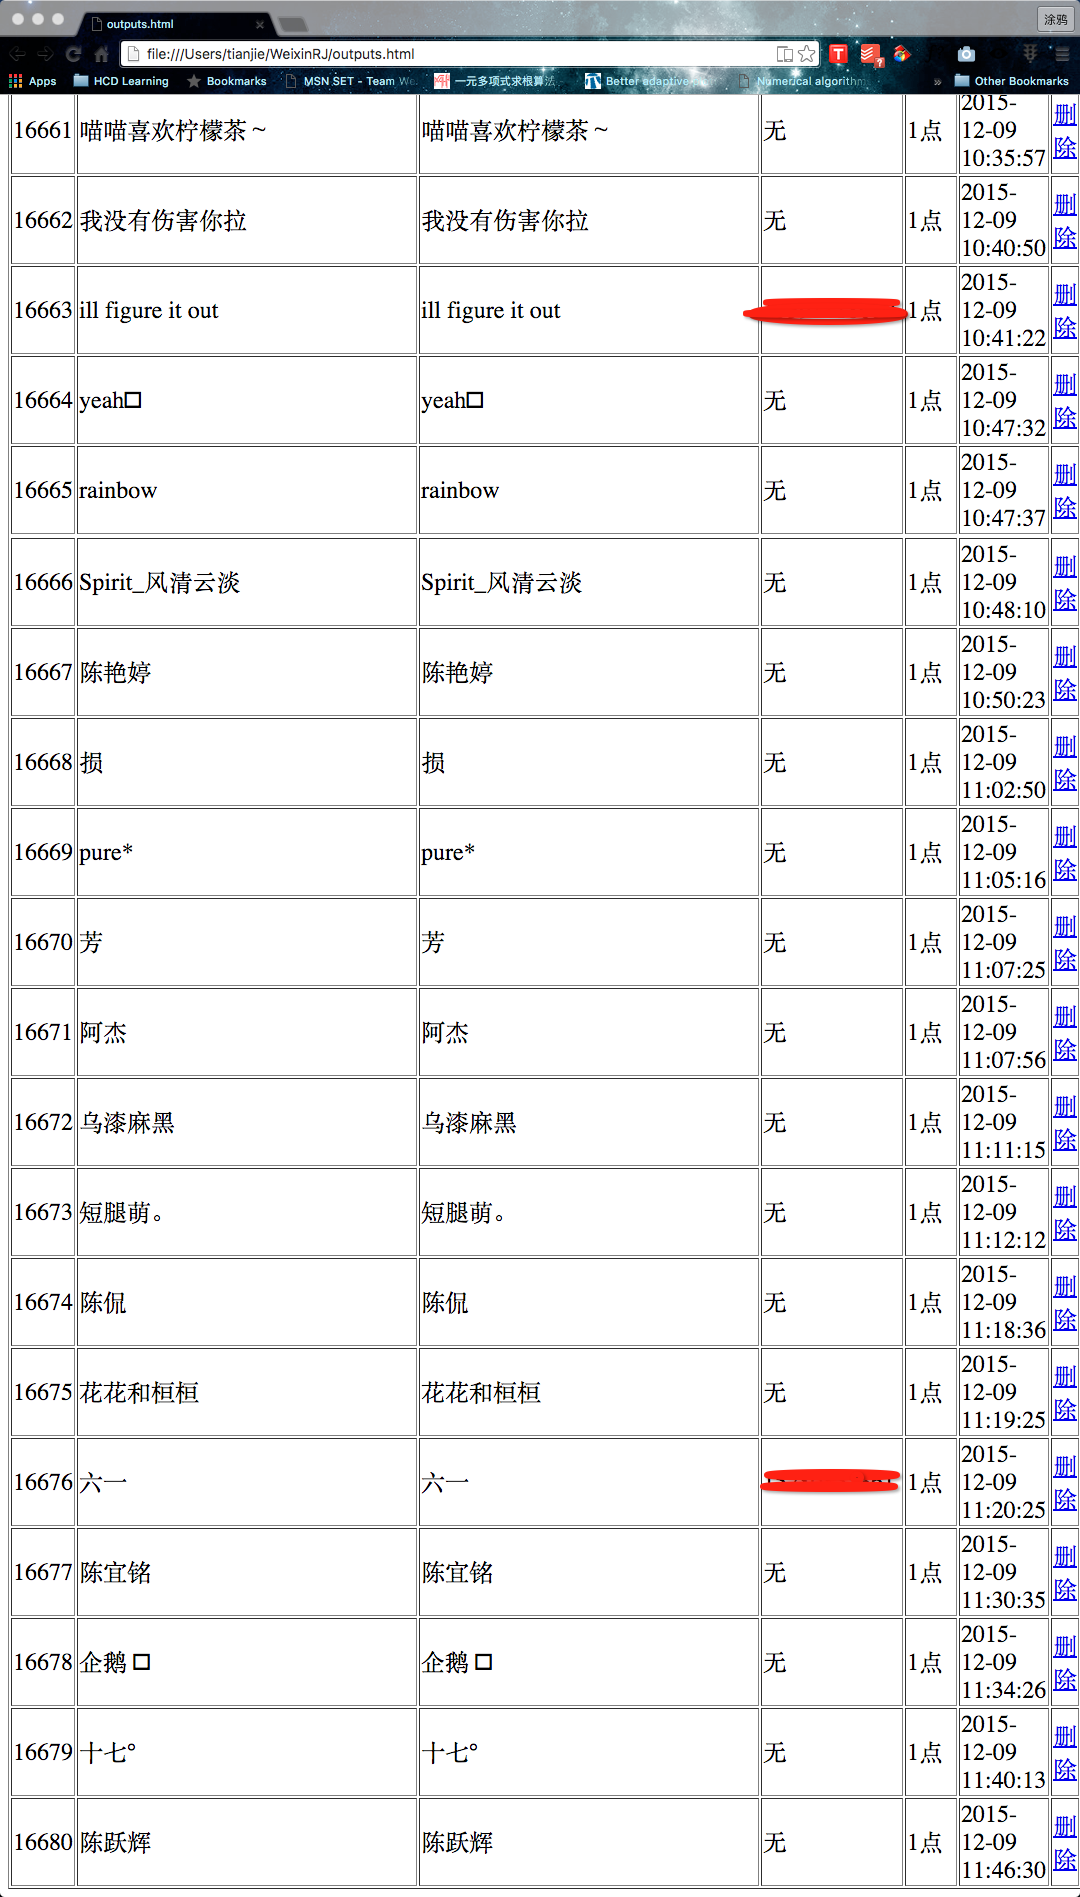 outputs.html
涂鸦
file:///Users/tianjie/WeixinRJ/outputs.html
Apps HCD Learning Bookmarks MSN SET - Team We 一元多项式求根算法 Better adaptive Numerical algorithm » Other Bookmarks
16661 喵喵喜欢柠檬茶 ~ 喵喵喜欢柠檬茶 ~ 无 1点 2015-12-09 10:35:57 删除
16662 我没有伤害你拉 我没有伤害你拉 无 1点 2015-12-09 10:40:50 删除
16663 ill figure it out ill figure it out 1点 2015-12-09 10:41:22 删除
16664 yeah□ yeah□ 无 1点 2015-12-09 10:47:32 删除
16665 rainbow rainbow 无 1点 2015-12-09 10:47:37 删除
16666 Spirit_风清云淡 Spirit_风清云淡 无 1点 2015-12-09 10:48:10 删除
16667 陈艳婷 陈艳婷 无 1点 2015-12-09 10:50:23 删除
16668 损 损 无 1点 2015-12-09 11:02:50 删除
16669 pure* pure* 无 1点 2015-12-09 11:05:16 删除
16670 芳 芳 无 1点 2015-12-09 11:07:25 删除
16671 阿杰 阿杰 无 1点 2015-12-09 11:07:56 删除
16672 乌漆麻黑 乌漆麻黑 无 1点 2015-12-09 11:11:15 删除
16673 短腿萌。 短腿萌。 无 1点 2015-12-09 11:12:12 删除
16674 陈侃 陈侃 无 1点 2015-12-09 11:18:36 删除
16675 花花和桓桓 花花和桓桓 无 1点 2015-12-09 11:19:25 删除
16676 六一 六一 1点 2015-12-09 11:20:25 删除
16677 陈宜铭 陈宜铭 无 1点 2015-12-09 11:30:35 删除
16678 企鹅 □ 企鹅 □ 无 1点 2015-12-09 11:34:26 删除
16679 十七° 十七° 无 1点 2015-12-09 11:40:13 删除
16680 陈跃辉 陈跃辉 无 1点 2015-12-09 11:46:30 删除